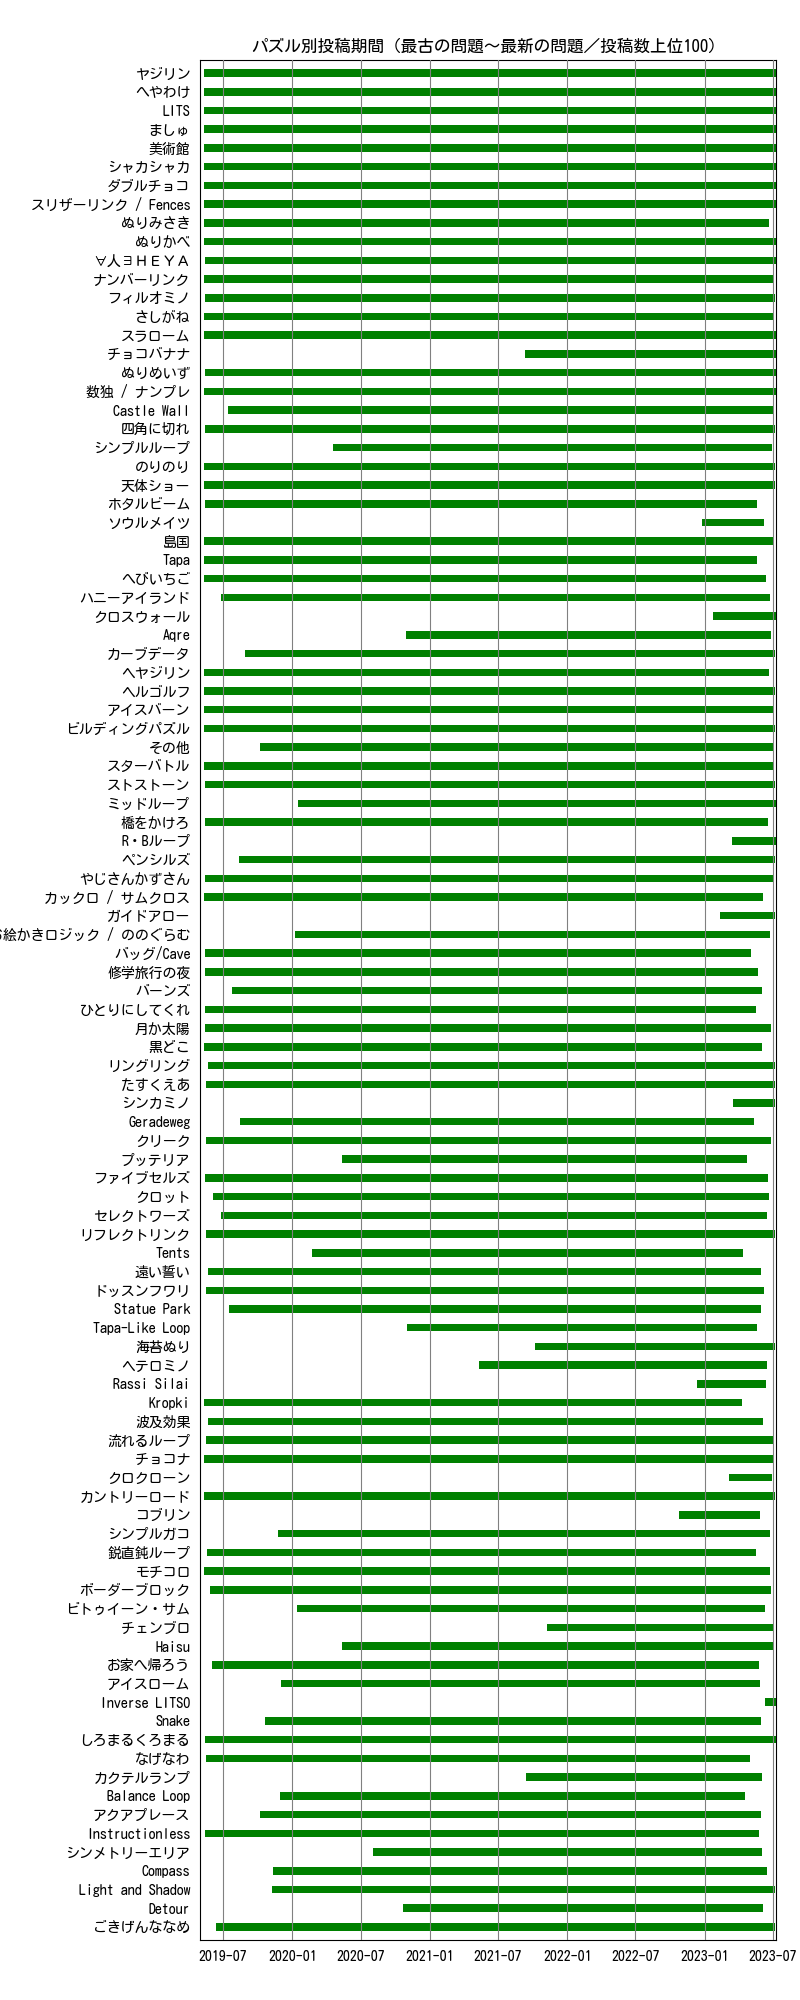 パズル別投稿期間（最古の問題～最新の問題／投稿数上位100）
ヤジリン
へやわけ
LITS
ましゅ
美術館
シャカシャカ
ダブルチョコ
スリザーリンク / Fences
ぬりみさき
ぬりかべ
∀人∃ＨＥＹＡ
ナンバーリンク
フィルオミノ
さしがね
スラローム
チョコバナナ
ぬりめいず
数独 / ナンプレ
Castle Wall
四角に切れ
シンプルループ
のりのり
天体ショー
ホタルビーム
ソウルメイツ
島国
Tapa
へびいちご
ハニーアイランド
クロスウォール
Aqre
カーブデータ
ヘヤジリン
ヘルゴルフ
アイスバーン
ビルディングパズル
その他
スターバトル
ストストーン
ミッドループ
橋をかけろ
R・Bループ
ペンシルズ
やじさんかずさん
カックロ / サムクロス
ガイドアロー
絵かきロジック / ののぐらむ
バッグ/Cave
修学旅行の夜
バーンズ
ひとりにしてくれ
月か太陽
黒どこ
リングリング
たすくえあ
シンカミノ
Geradeweg
クリーク
プッテリア
ファイブセルズ
クロット
セレクトワーズ
リフレクトリンク
Tents
遠い誓い
ドッスンフワリ
Statue Park
Tapa-Like Loop
海苔ぬり
ヘテロミノ
Rassi Silai
Kropki
波及効果
流れるループ
チョコナ
クロクローン
カントリーロード
コブリン
シンプルガコ
鋭直鈍ループ
モチコロ
ボーダーブロック
ビトゥイーン・サム
チェンブロ
Haisu
お家へ帰ろう
アイスローム
Inverse LITSO
Snake
しろまるくろまる
なげなわ
カクテルランプ
Balance Loop
アクアプレース
Instructionless
シンメトリーエリア
Compass
Light and Shadow
Detour
ごきげんななめ
2019-07 2020-01 2020-07 2021-01 2021-07 2022-01 2022-07 2023-01 2023-07